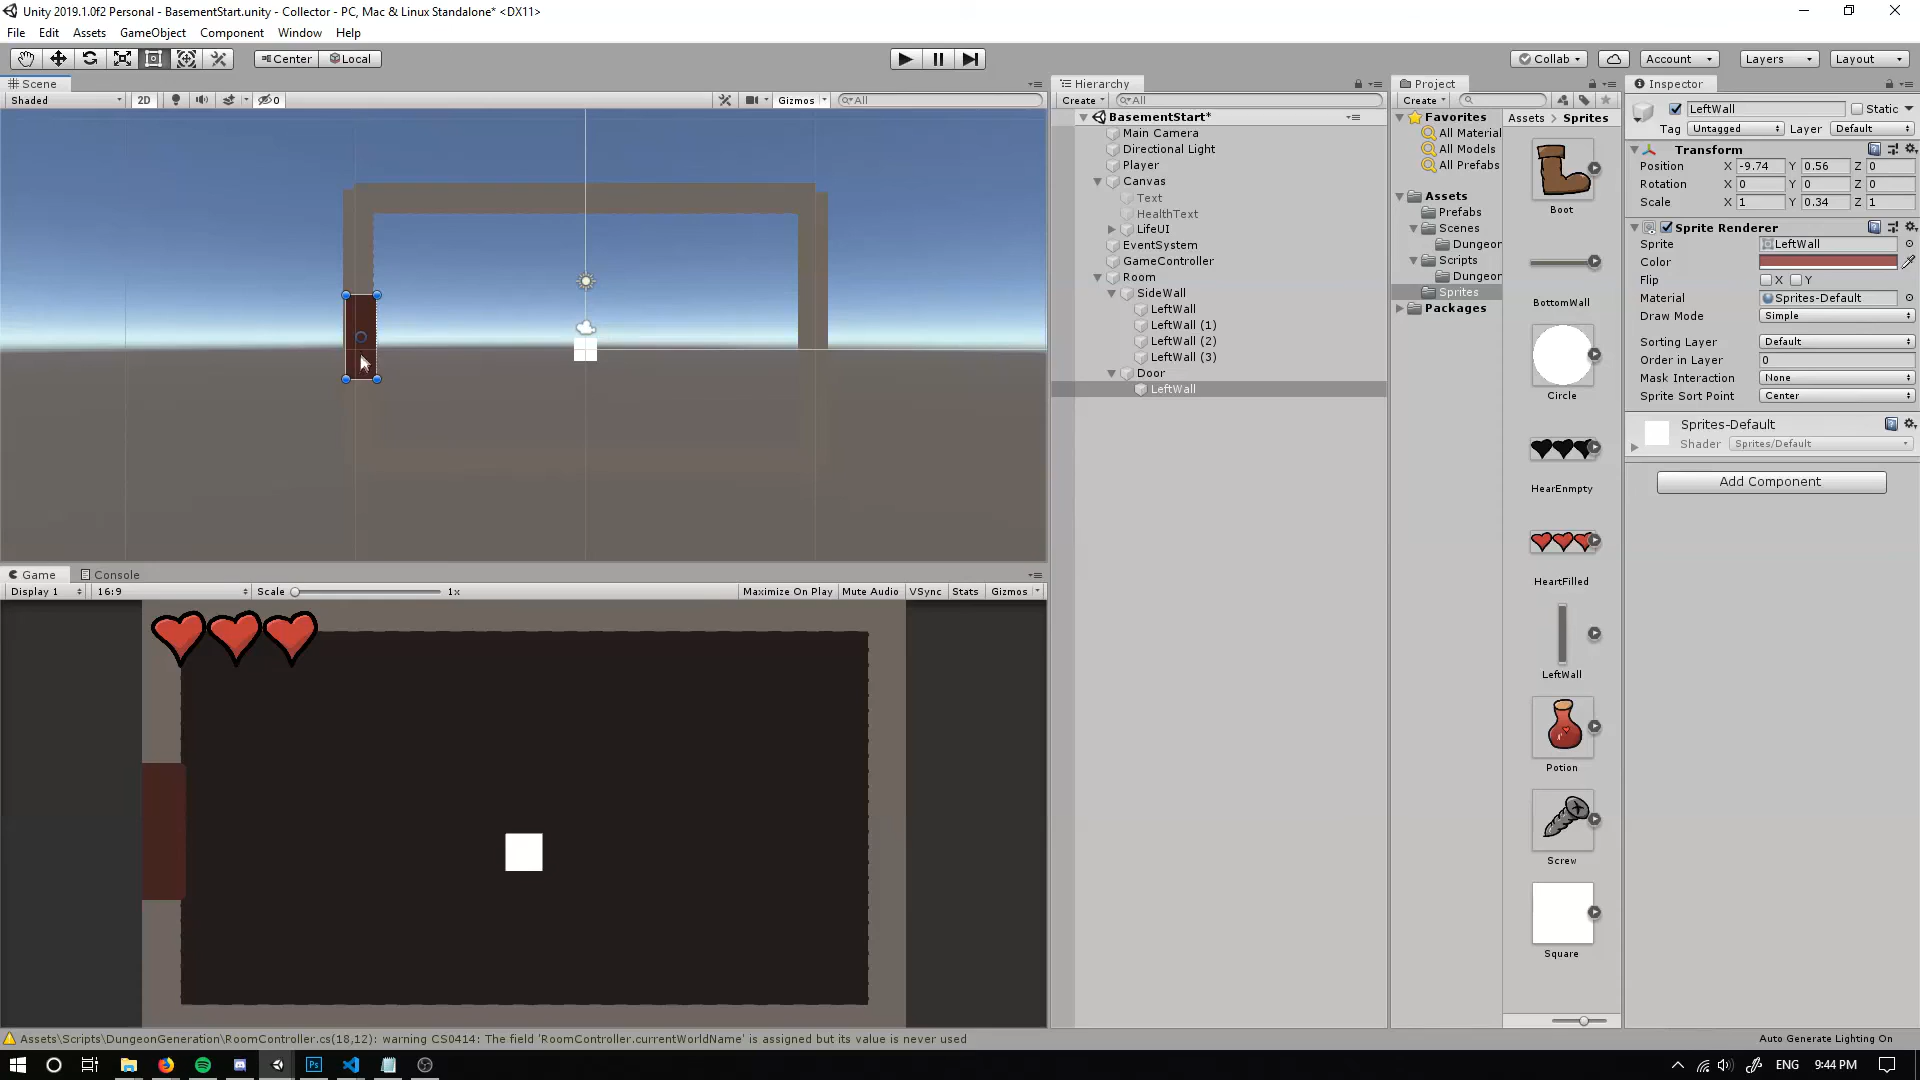 Unity 2019.1.0f2 Personal - BasementStart.unity - Collector - PC, Mac & Linux Standalone* <DX11>
File Edit Assets GameObject Component Window Help
Center Local Collab Account Layers Layout
Scene
Shaded 2D 0 Gizmos All
Hierarchy
Create All
BasementStart*
Main Camera
Directional Light
Player
Canvas
Text
HealthText
LifeUI
EventSystem
GameController
Room
SideWall
LeftWall
LeftWall (1)
LeftWall (2)
LeftWall (3)
Door
LeftWall
Project
Create
Favorites
All Material
All Models
All Prefabs
Assets
Prefabs
Scenes
Dungeon
Scripts
Dungeon
Sprites
Packages
Assets > Sprites
Boot
BottomWall
Circle
HearEnmpty
HeartFilled
LeftWall
Potion
Screw
Square
Inspector
LeftWall Static
Tag Untagged Layer Default
Transform
Position X -9.74 Y 0.56 Z 0
Rotation X 0 Y 0 Z 0
Scale X 1 Y 0.34 Z 1
Sprite Renderer
Sprite LeftWall
Color
Flip X Y
Material Sprites-Default
Draw Mode Simple
Sorting Layer Default
Order in Layer 0
Mask Interaction None
Sprite Sort Point Center
Sprites-Default
Shader Sprites/Default
Add Component
Game Console
Display 1 16:9 Scale 1x Maximize On Play Mute Audio VSync Stats Gizmos
Assets\Scripts\DungeonGeneration\RoomController.cs(18,12): warning CS0414: The field 'RoomController.currentWorldName' is assigned but its value is never used
Auto Generate Lighting On
Ps
ENG 9:44 PM